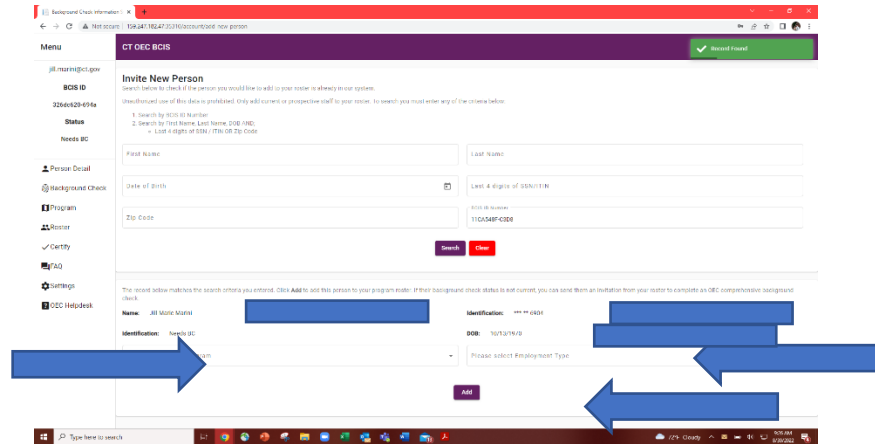 Background Check Information
Not secure | 159.247.182.47:35310/account/add-new-person
Menu
CT OEC BCIS
Record Found
jill.marini@ct.gov
BCIS ID
Status
Needs BC
Person Detail
Background Check
Program
Roster
Certify
FAQ
Settings
OEC Helpdesk
Invite New Person
Search below to check if the person you would like to add to your roster is already in our system.
Unauthorized use of this data is prohibited. Only add current or prospective staff to your roster. To search you must enter any of the criteria below:
1. Search by BCIS ID Number
2. Search by First Name, Last Name, DOB AND,
Last 4 digits of SSN / ITIN OR Zip Code
First Name
Last Name
Date of Birth
Last 4 digits of SSN/ITIN
Zip Code
BCIS ID Number
Search
Clear
The record below matches the search criteria you entered. Click Add to add this person to your program roster. If their background check status is not current, you can send them an invitation from your roster to complete an OEC comprehensive background
check.
Name: Jill Marie Marini
Identification:
Identification: Needs BC
DOB:
Please select Employment Type
Add
Type here to search
72°F Cloudy